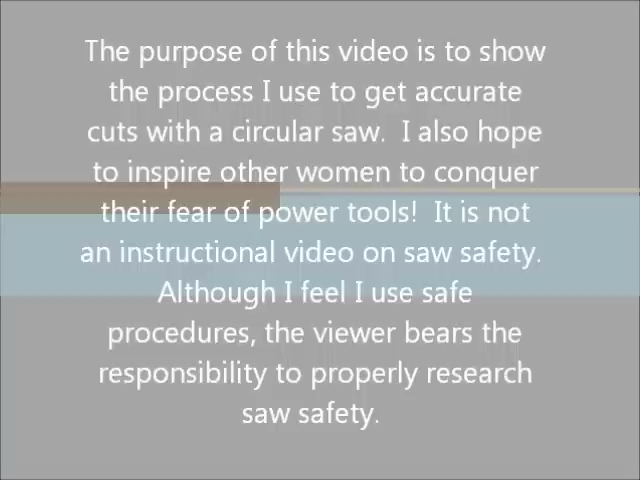 The purpose of this video is to show
the process I use to get accurate
cuts with a circular saw.  I also hope
to inspire other women to conquer
their fear of power tools!  It is not
an instructional video on saw safety.
Although I feel I use safe
procedures, the viewer bears the
responsibility to properly research
saw safety.